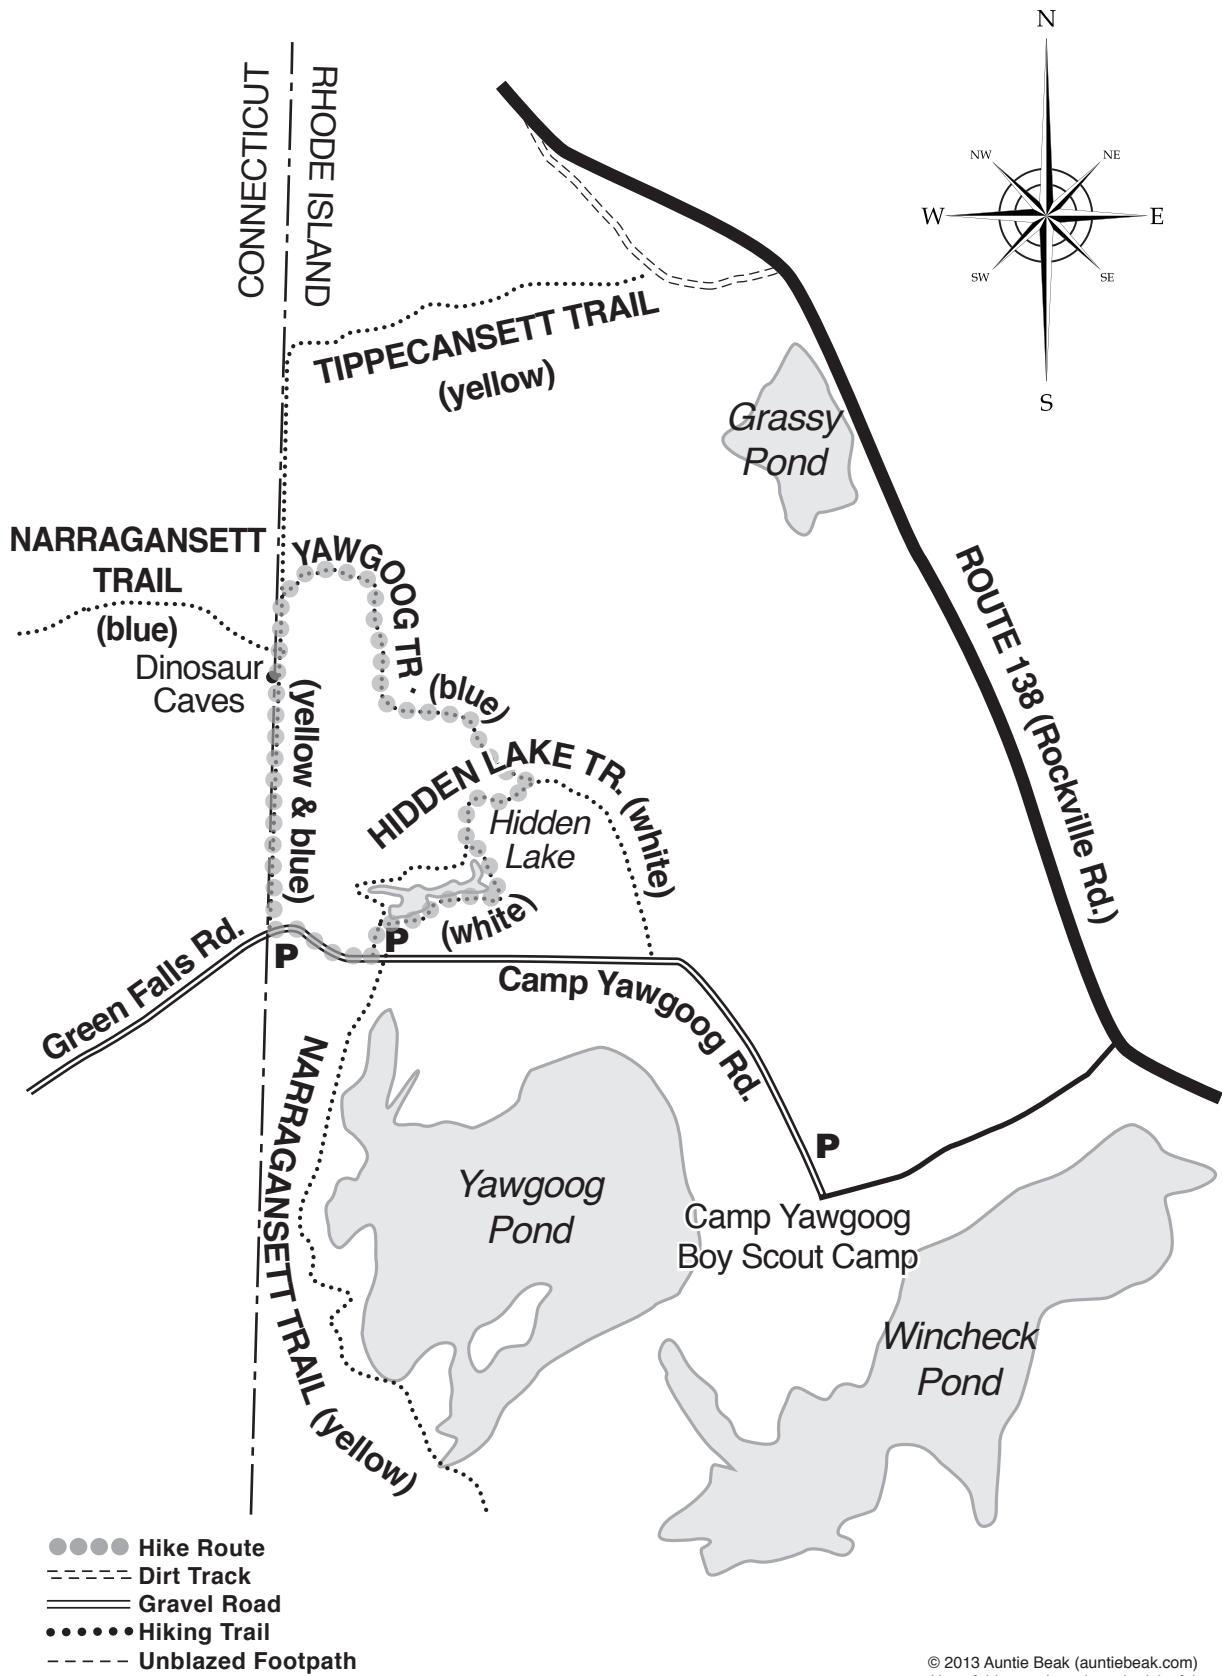 N
NW
NE
W
E
SW
SE
S
CONNECTICUT
RHODE ISLAND
TIPPECANSETT TRAIL
(yellow)
Grassy
Pond
NARRAGANSETT
TRAIL
(blue)
YAWGOOG TR. (blue)
ROUTE 138 (Rockville Rd.)
Dinosaur
Caves
(yellow & blue)
HIDDEN LAKE TR. (white)
Hidden
Lake
(white)
Green Falls Rd.
P
P
Camp Yawgoog Rd.
NARRAGANSETT TRAIL (yellow)
P
Yawgoog
Pond
Camp Yawgoog
Boy Scout Camp
Wincheck
Pond
Hike Route
Dirt Track
Gravel Road
Hiking Trail
Unblazed Footpath
© 2013 Auntie Beak (auntiebeak.com)